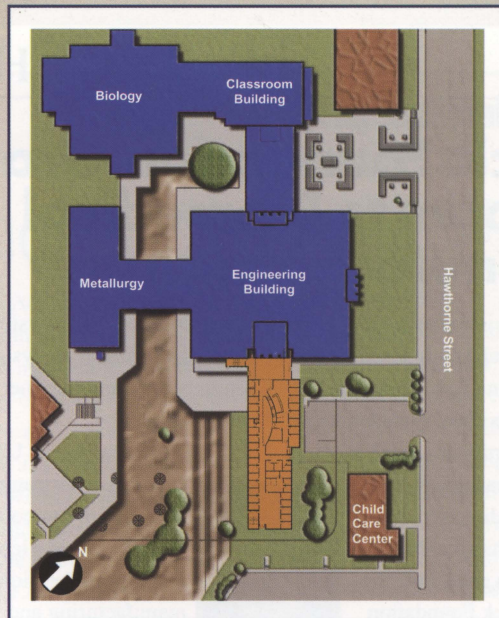 Biology
Classroom
Building
Metallurgy
Engineering
Building
Hawthorne Street
Child
Care
Center
N